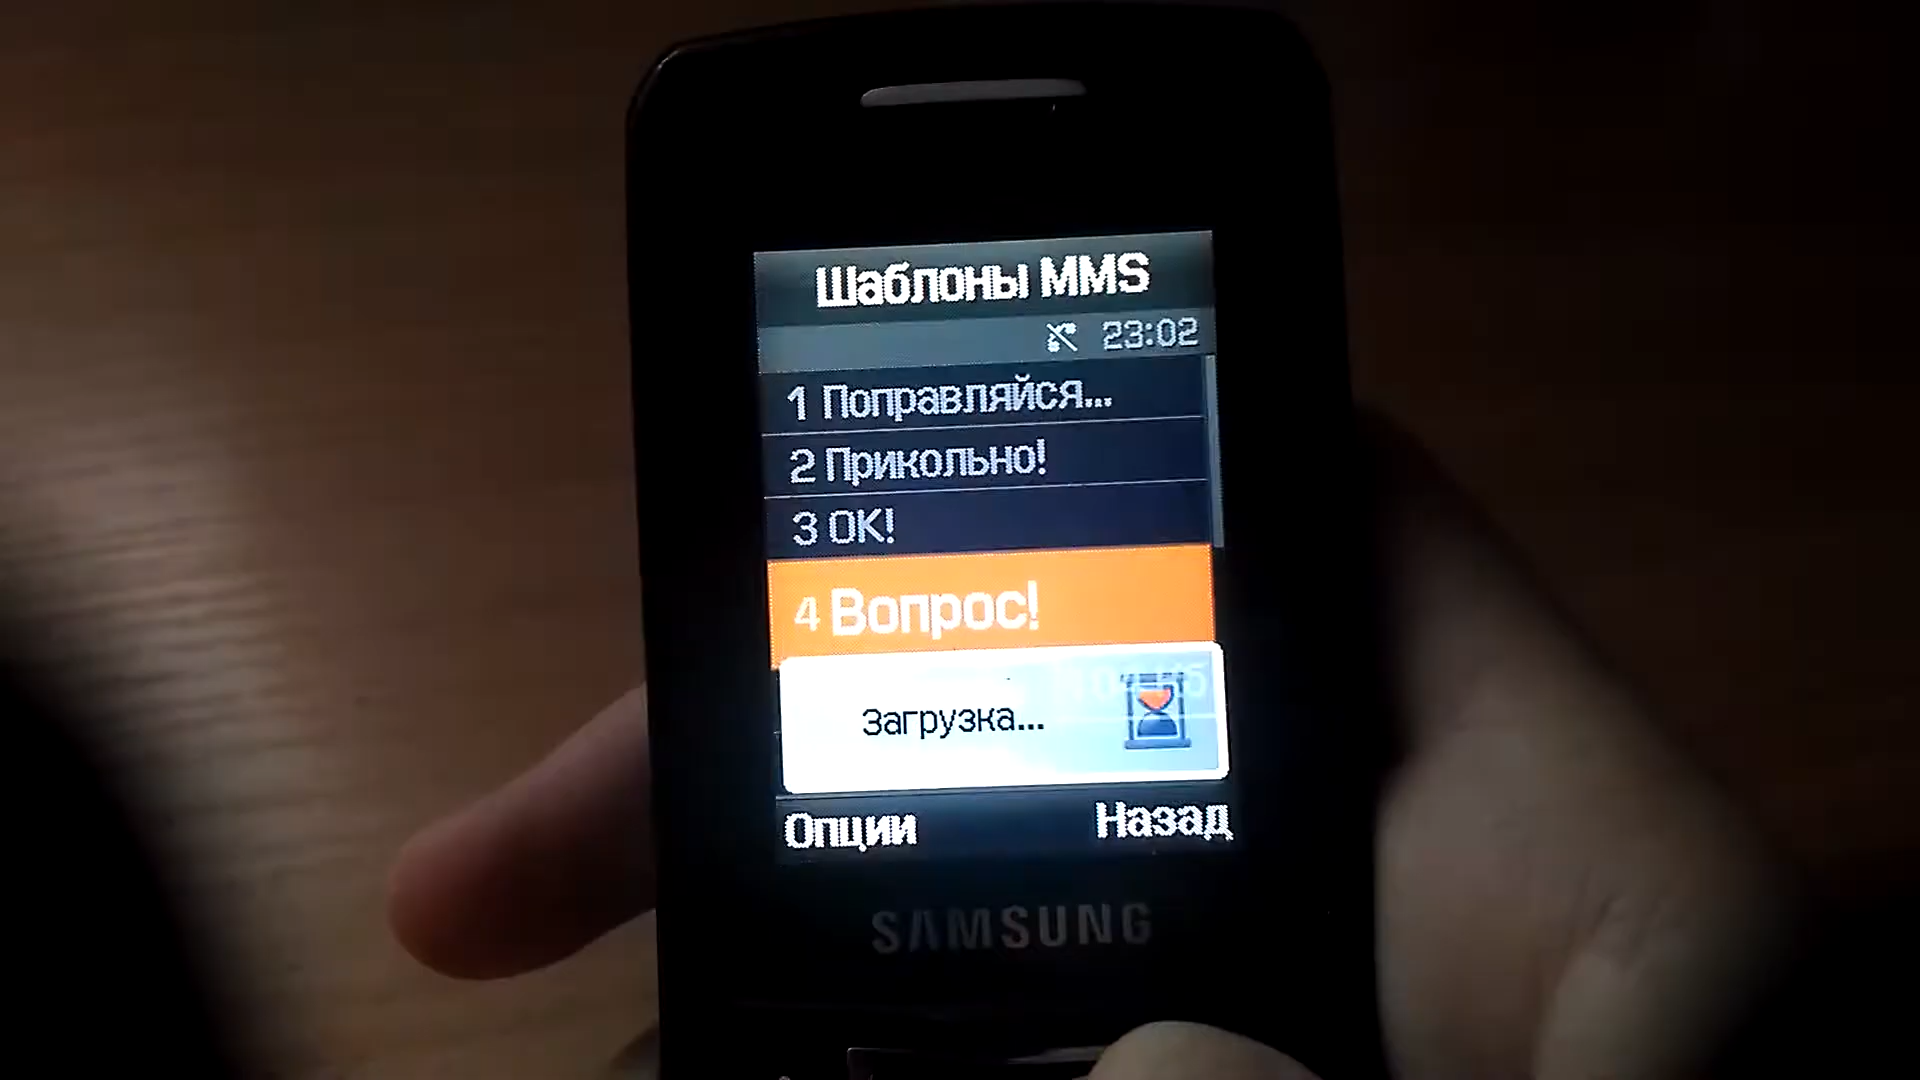 Шаблоны MMS
23:02
1 Поправляйся...
2 Прикольно!
3 OK!
4 Вопрос!
Загрузка...
Опции Назад
SAMSUNG